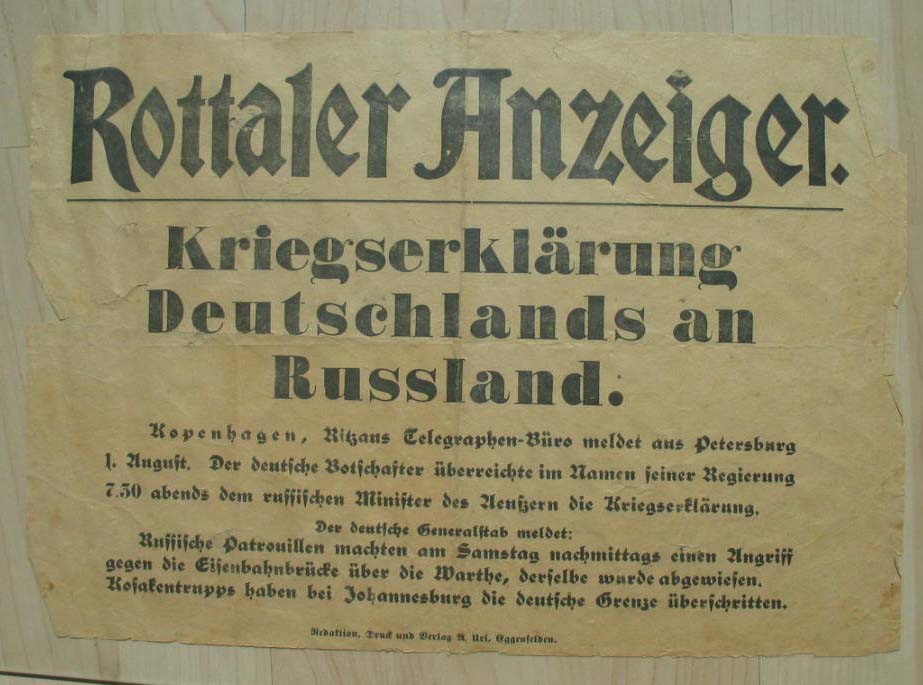 Rottaler Anzeiger.
Kriegserklärung
Deutschlands an
Russland.
Kopenhagen, Ritzaus Telegraphen-Büro meldet aus Petersburg
1. August. Der deutsche Botschafter überreichte im Namen seiner Regierung
7.50 abends dem russischen Minister des Aeußern die Kriegserklärung.
Der deutsche Generalstab meldet:
Russische Patrouillen machten am Samstag nachmittags einen Angriff
gegen die Eisenbahnbrücke über die Warthe, derselbe wurde abgewiesen.
Kosakentrupps haben bei Johannesburg die deutsche Grenze überschritten.
Redaktion, Druck und Verlag A. Url, Eggenfelden.